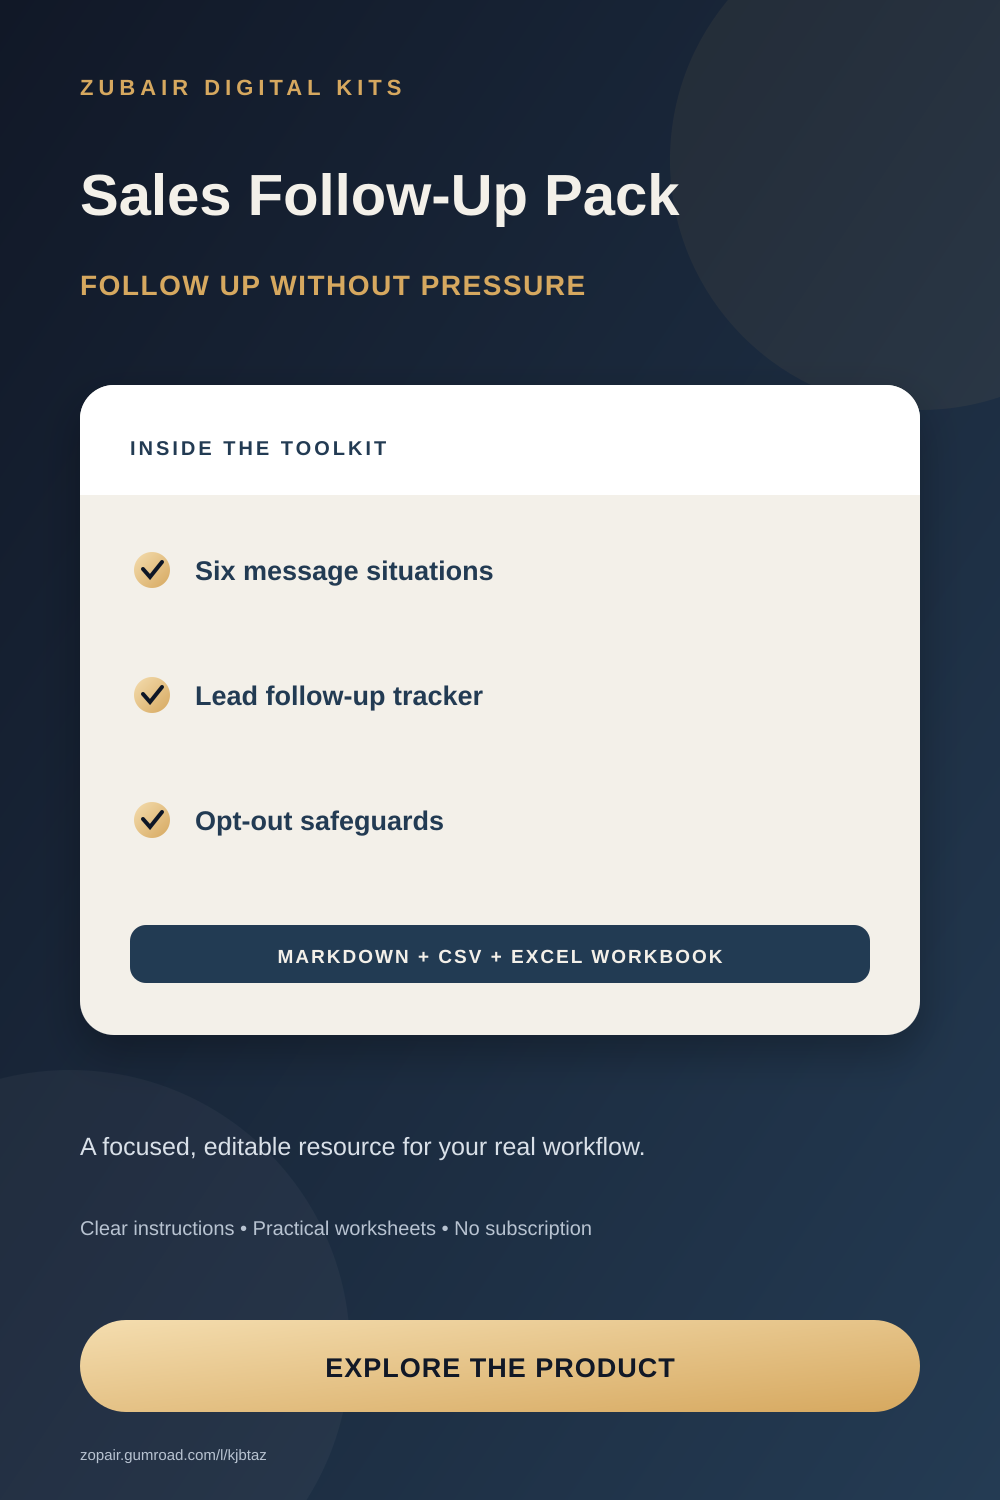 ZUBAIR DIGITAL KITS
Sales Follow-Up Pack
FOLLOW UP WITHOUT PRESSURE
INSIDE THE TOOLKIT
Six message situations
Lead follow-up tracker
Opt-out safeguards
MARKDOWN + CSV + EXCEL WORKBOOK
A focused, editable resource for your real workflow.
Clear instructions • Practical worksheets • No subscription
EXPLORE THE PRODUCT
zopair.gumroad.com/l/kjbtaz